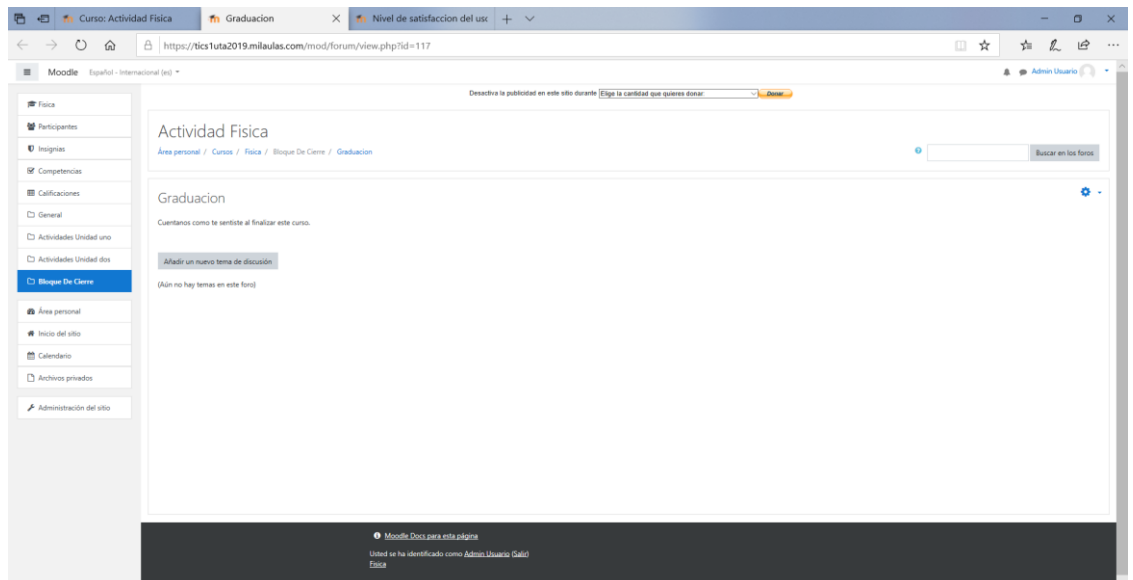 Curso: Actividad Fisica
Graduacion
Nivel de satisfaccion del uso
https://tics1uta2019.milaulas.com/mod/forum/view.php?id=117
Moodle Español - Internacional (es)
Admin Usuario
Desactiva la publicidad en este sitio durante Elige la cantidad que quieres donar: Donar
Fisica
Participantes
Insignias
Competencias
Calificaciones
General
Actividades Unidad uno
Actividades Unidad dos
Bloque De Cierre
Área personal
Inicio del sitio
Calendario
Archivos privados
Administración del sitio
Actividad Fisica
Área personal / Cursos / Fisica / Bloque De Cierre / Graduacion
Buscar en los foros
Graduacion
Cuentanos como te sentiste al finalizar este curso.
Añadir un nuevo tema de discusión
(Aún no hay temas en este foro)
Moodle Docs para esta página
Usted se ha identificado como Admin Usuario (Salir)
Fisica